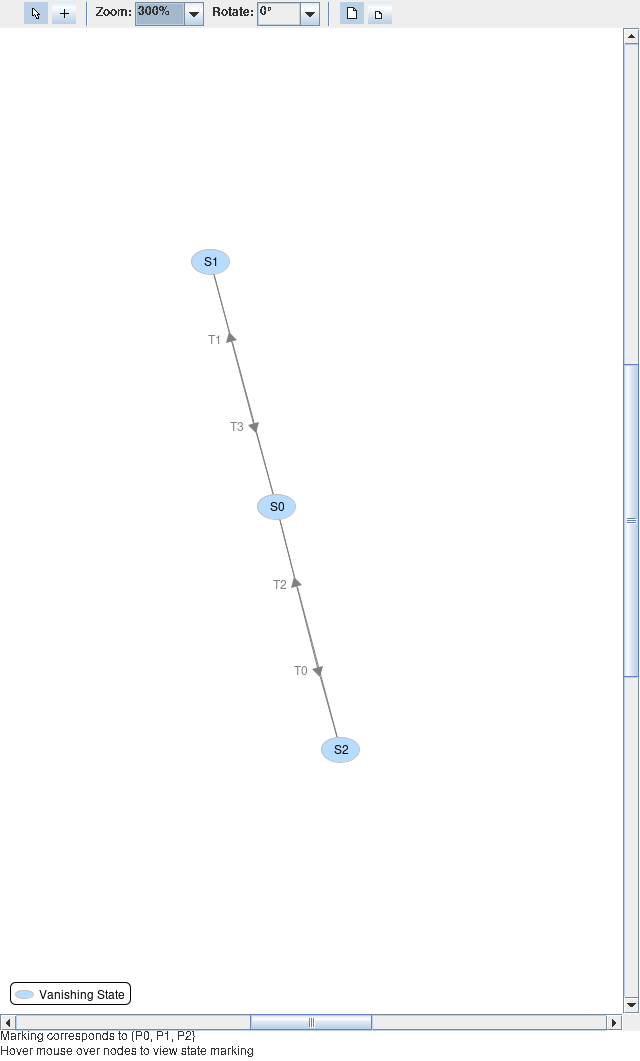 Zoom: 300% Rotate: 0°
S1
T1
T3
S0
T2
T0
S2
Vanishing State
Marking corresponds to {P0, P1, P2}
Hover mouse over nodes to view state marking